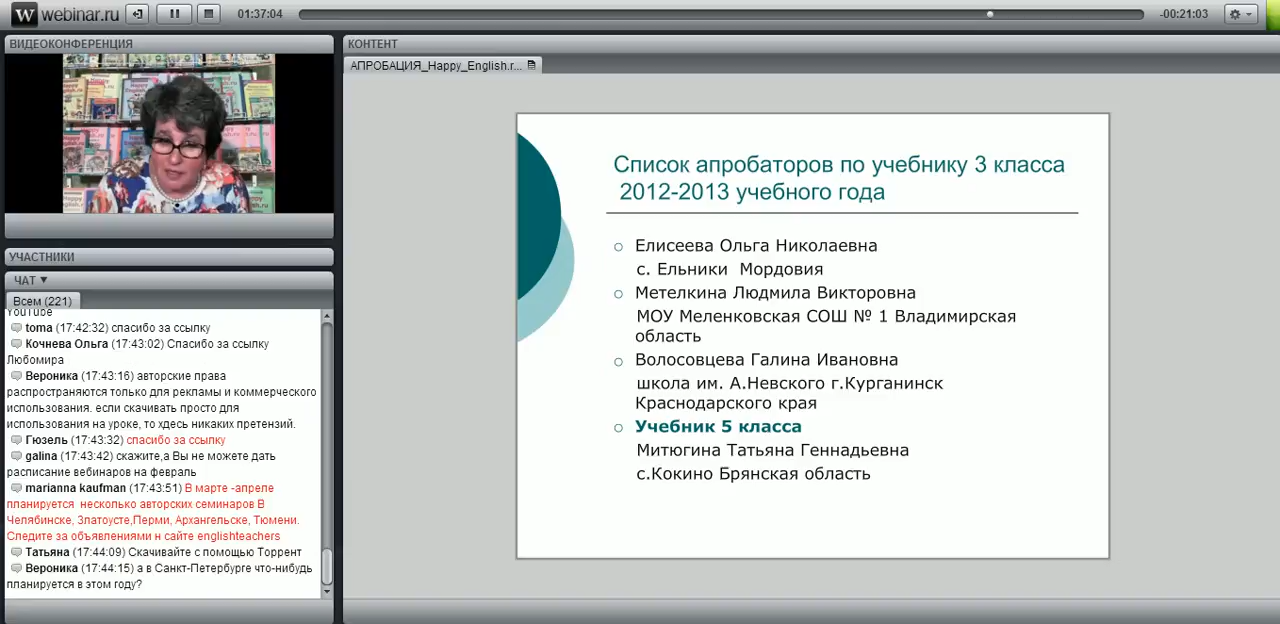 webinar.ru
01:37:04
-00:21:03
ВИДЕОКОНФЕРЕНЦИЯ
УЧАСТНИКИ
ЧАТ
Всем (221)
YouTube
toma (17:42:32) спасибо за ссылку
Кочнева Ольга (17:43:02) Спасибо за ссылку
Любомира
Вероника (17:43:16) авторские права
распространяются только для рекламы и коммерческого
использования. если скачивать просто для
использования на уроке, то хдесь никаких претензий.
Гюзель (17:43:32) спасибо за ссылку
galina (17:43:42) скажите,а Вы не можете дать
расписание вебинаров на февраль
marianna kaufman (17:43:51) В марте -апреле
планируется несколько авторских семинаров В
Челябинске, Златоусте,Перми, Архангельске, Тюмени.
Следите за объявлениями н сайте englishteachers
Татьяна (17:44:09) Скачивайте с помощью Торрент
Вероника (17:44:15) а в Санкт-Петербурге что-нибудь
планируется в этом году?
КОНТЕНТ
АПРОБАЦИЯ_Happy_English.r...
Список апробаторов по учебнику 3 класса
2012-2013 учебного года
Елисеева Ольга Николаевна
с. Ельники Мордовия
Метелкина Людмила Викторовна
МОУ Меленковская СОШ № 1 Владимирская
область
Волосовцева Галина Ивановна
школа им. А.Невского г.Курганинск
Краснодарского края
Учебник 5 класса
Митюгина Татьяна Геннадьевна
с.Кокино Брянская область